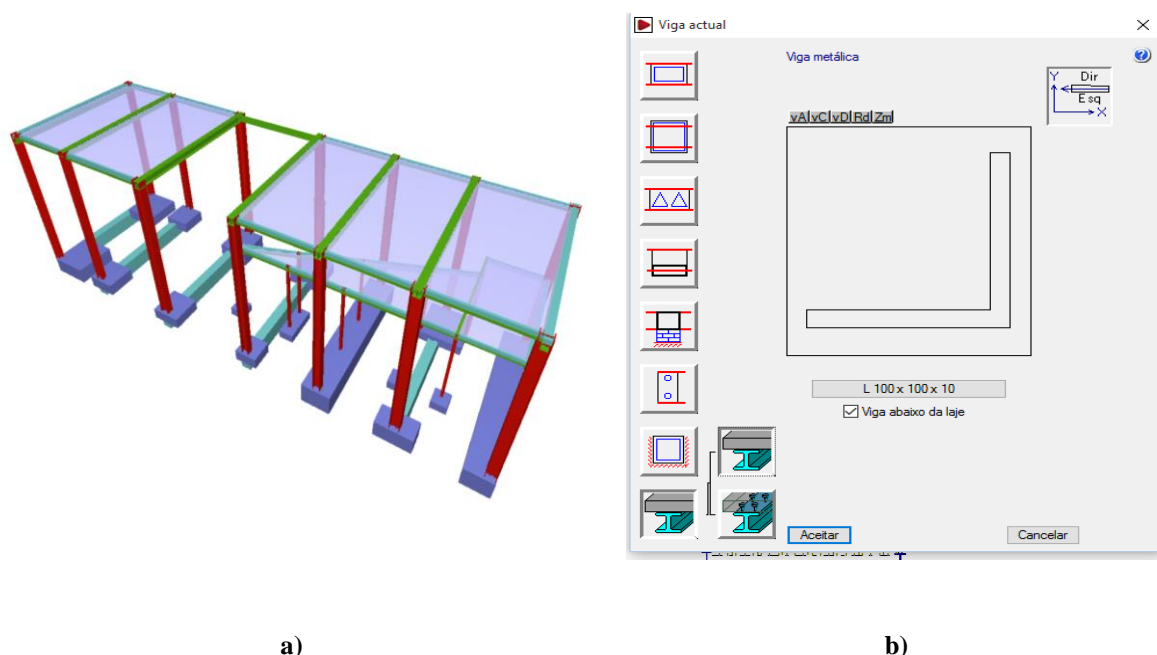 Viga actual
Viga metálica
Y Dir
Esq
X
vA|vC|vD|Rd|Zm|
L 100 x 100 x 10
Viga abaixo da laje
Aceitar Cancelar
a) b)